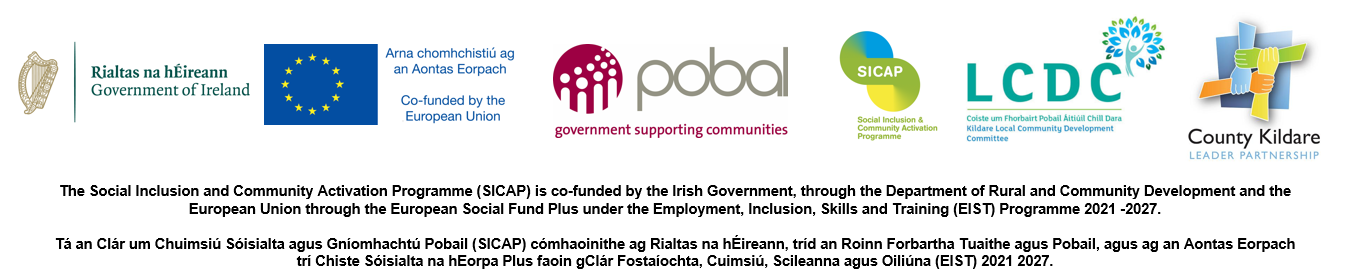 Rialtas na hÉireann
Government of Ireland
Arna chomhchistiú ag
an Aontas Eorpach
Co-funded by the
European Union
pobal
government supporting communities
SICAP
Social Inclusion &
Community Activation
Programme
LCDC
Coiste um Fhorbairt Pobail Áitiúil Chill Dara
Kildare Local Community Development
Committee
County Kildare
LEADER PARTNERSHIP
The Social Inclusion and Community Activation Programme (SICAP) is co-funded by the Irish Government, through the Department of Rural and Community Development and the
European Union through the European Social Fund Plus under the Employment, Inclusion, Skills and Training (EIST) Programme 2021 -2027.
Tá an Clár um Chuimsiú Sóisialta agus Gníomhachtú Pobail (SICAP) cómhaoinithe ag Rialtas na hÉireann, tríd an Roinn Forbartha Tuaithe agus Pobail, agus ag an Aontas Eorpach
trí Chiste Sóisialta na hEorpa Plus faoin gClár Fostaíochta, Cuimsiú, Scileanna agus Oiliúna (EIST) 2021 2027.